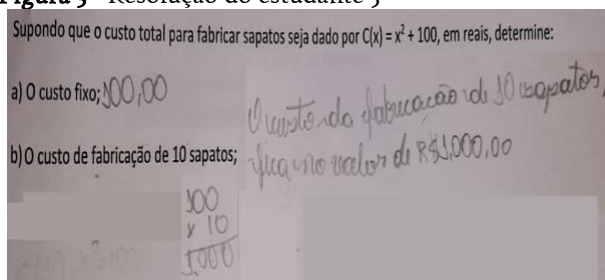 Figura 5 - Resolução do estudante 5
Supondo que o custo total para fabricar sapatos seja dado por C(x) = x² + 100, em reais, determine:
a) O custo fixo; 100,00
O custo da fabricação de 10 sapatos,
b) O custo de fabricação de 10 sapatos; fica no valor de R$1,000,00
100
x 10
1000